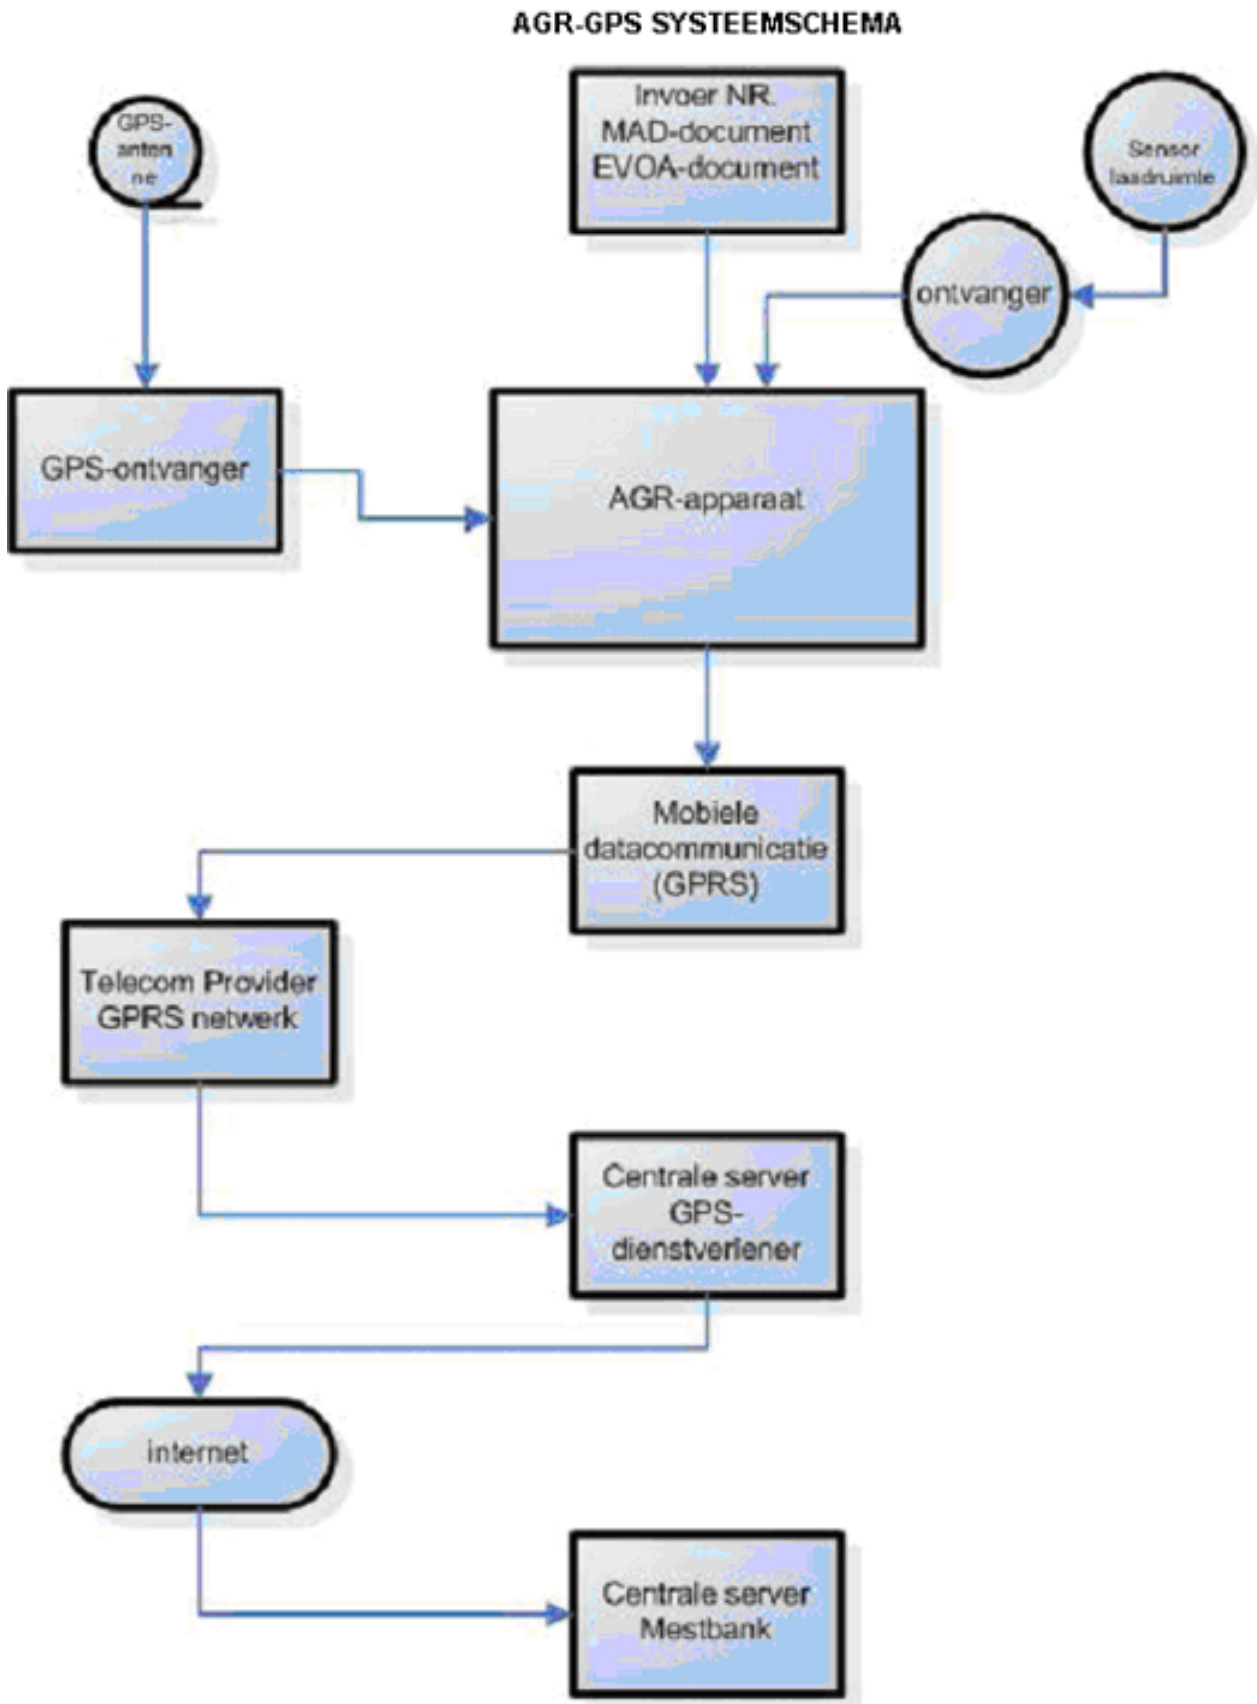 AGR-GPS SYSTEEMSCHEMA
GPS-
anten
ne
Invoer NR.
MAD-document
EVOA-document
Sensor
laadruimte
ontvanger
GPS-ontvanger
AGR-apparaat
Mobiele
datacommunicatie
(GPRS)
Telecom Provider
GPRS netwerk
Centrale server
GPS-
dienstverlener
internet
Centrale server
Mestbank